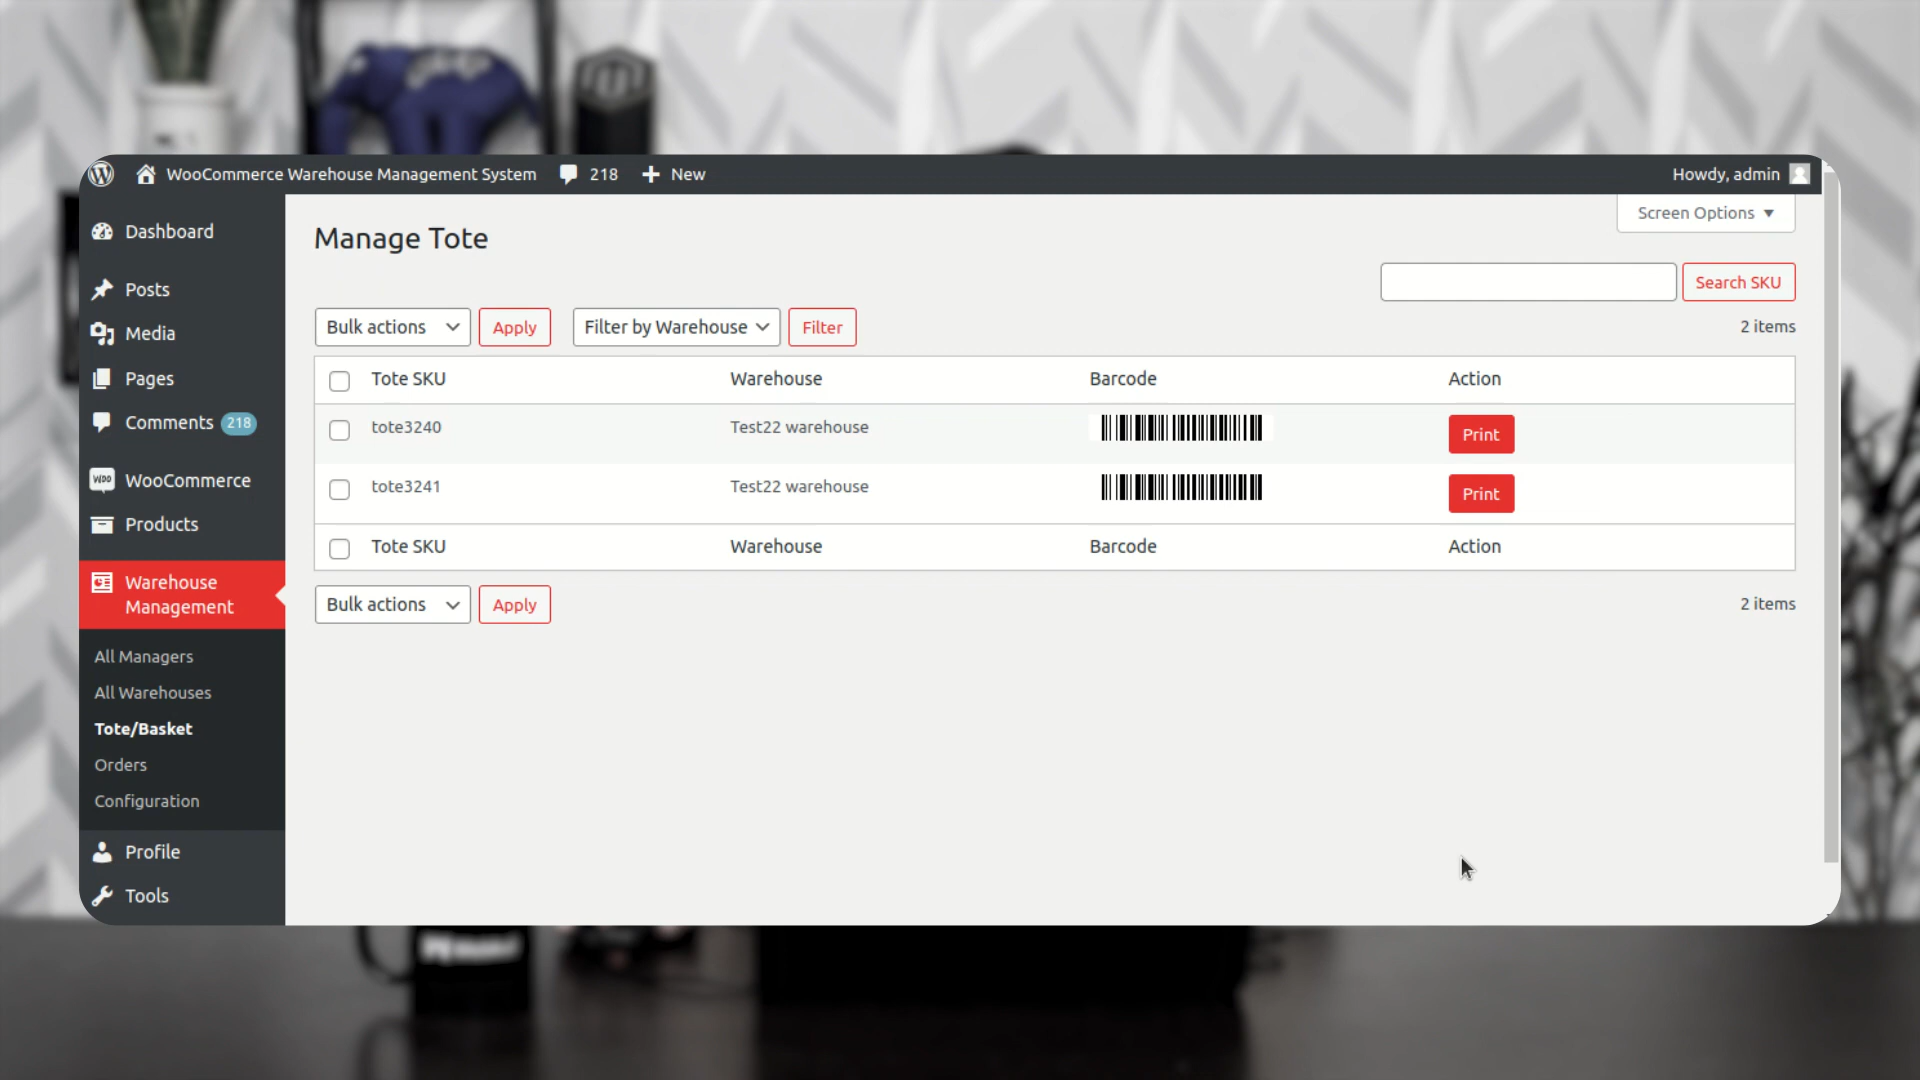 WooCommerce Warehouse Management System 218 New Howdy, admin
Screen Options
Dashboard
Posts
Media
Pages
Comments 218
WooCommerce
Products
Warehouse
Management
All Managers
All Warehouses
Tote/Basket
Orders
Configuration
Profile
Tools
Manage Tote
Search SKU
Bulk actions Apply Filter by Warehouse Filter 2 items
Tote SKU Warehouse Barcode Action
tote3240 Test22 warehouse Print
tote3241 Test22 warehouse Print
Tote SKU Warehouse Barcode Action
Bulk actions Apply 2 items